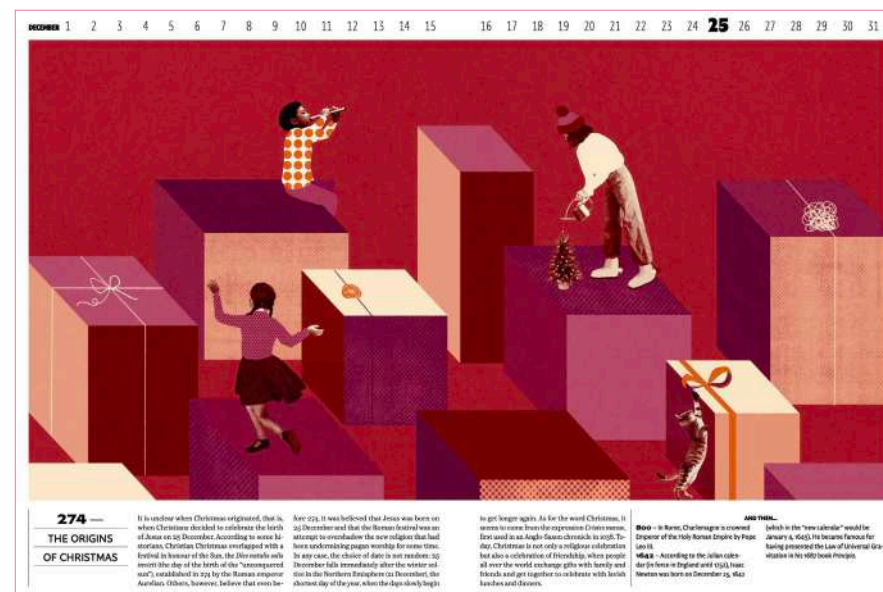 DECEMBER 1 2 3 4 5 6 7 8 9 10 11 12 13 14 15 16 17 18 19 20 21 22 23 24 25 26 27 28 29 30 31
274 —
THE ORIGINS
OF CHRISTMAS
It is unclear when Christmas originated, that is,
when Christians decided to celebrate the birth
of Jesus on 25 December. According to some hi-
storians, Christian Christmas overlapped with a
festival in honour of the Sun, the Dies natalis solis
invicti (the day of the birth of the "unconquered
sun"), established in 274 by the Roman emperor
Aurelian. Others, however, believe that even be-
fore 274, it was believed that Jesus was born on
25 December and that the Roman festival was an
attempt to overshadow the new religion that had
been undermining pagan worship for some time.
In any case, the choice of date is not random: 25
December falls immediately after the winter sol-
stice in the Northern Emisphere (21 December), the
shortest day of the year, when the days slowly begin
to get longer again. As for the word Christmas, it
seems to come from the expression Cristes maesse,
first used in an Anglo-Saxon chronicle in 1038. To-
day, Christmas is not only a religious celebration
but also a celebration of friendship, when people
all over the world exchange gifts with family and
friends and get together to celebrate with lavish
lunches and dinners.
AND THEN...
800 – In Rome, Charlemagne is crowned
Emperor of the Holy Roman Empire by Pope
Leo III.
1642 – According to the Julian calen-
dar (in force in England until 1752), Isaac
Newton was born on December 25, 1642
(which in the "new calendar" would be
January 4, 1643). He became famous for
having presented the Law of Universal Gra-
vitation in his 1687 book Principia.